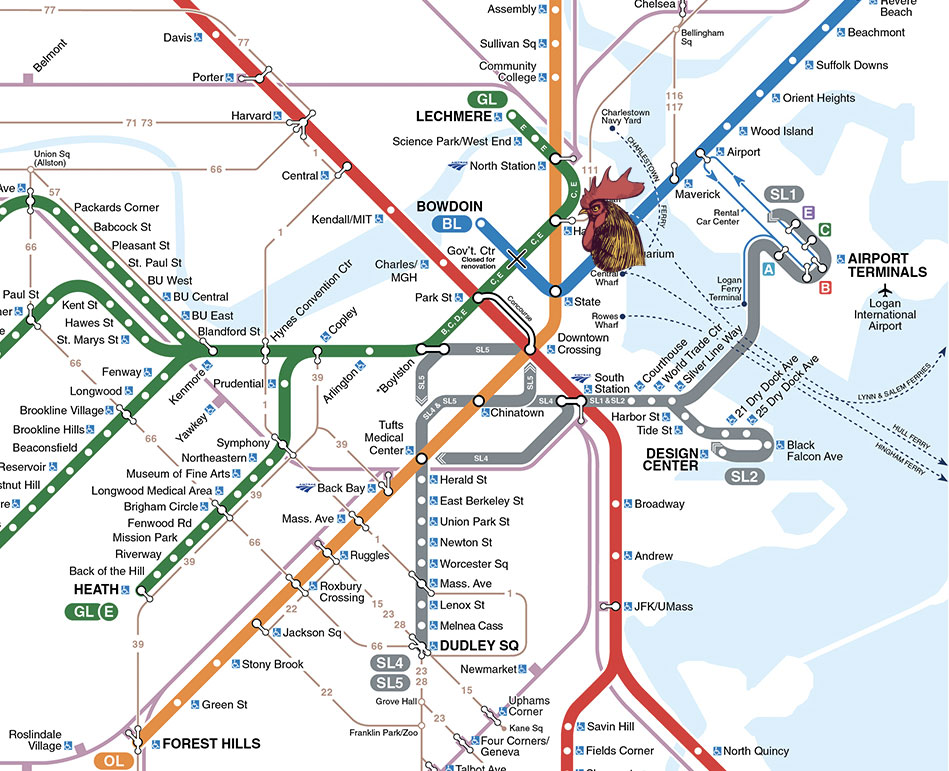 77
Assembly
Chelsea
Revere
Beach
Davis
77
Bellingham
Sq
Beachmont
Sullivan Sq
Belmont
Porter
Community
College
Suffolk Downs
116
117
GL
LECHMERE
Orient Heights
Harvard
71 73
Charlestown
Navy Yard
E
E
Science Park/West End
Wood Island
CHARLESTOWN
FERRY
1
Union Sq
(Allston)
66
North Station
111
Airport
Central
Maverick
Ave
57
C, E
SL1
Packards Corner
BOWDOIN
BL
Rental
Car Center
E
Babcock St
Kendall/MIT
Ha
C
66
1
C, E
Pleasant St
Gov't. Ctr
Closed for
renovation
arium
A
AIRPORT
TERMINALS
St. Paul St
Charles/
MGH
Central
Wharf
BU West
C, E
Logan
Ferry
Terminal
B
Paul St
BU Central
Park St
State
Logan
International
Airport
Kent St
BU East
Hynes Convention Ctr
Concourse
Rowes
Wharf
Hawes St
Blandford St
Copley
B, C, D, E
St. Marys St
Downtown
Crossing
Silver Line Way
World Trade Ctr
Courthouse
SL5
Fenway
Kenmore
Prudential
39
Arlington
*Boylston
SL5
SL5
South
Station
21 Dry Dock Ave
25 Dry Dock Ave
LYNN & SALEM FERRIES
Longwood
Brookline Village
Yawkey
1
SL4 & SL5
Chinatown
SL4
SL1 & SL2
Harbor St
Tide St
HULL FERRY
HINGHAM FERRY
Brookline Hills
66
Symphony
39
Tufts
Medical
Center
Beaconsfield
Northeastern
SL4
DESIGN
CENTER
Black
Falcon Ave
Reservoir
Museum of Fine Arts
SL2
stnut Hill
Longwood Medical Area
39
Back Bay
Herald St
Brigham Circle
East Berkeley St
Broadway
Fenwood Rd
Mass. Ave
Union Park St
Mission Park
66
1
Newton St
Riverway
39
Ruggles
Worcester Sq
Andrew
Back of the Hill
HEATH
Roxbury
Crossing
Mass. Ave
1
GL E
22
15
23
28
Lenox St
JFK/UMass
Jackson Sq
Melnea Cass
39
66
DUDLEY SQ
Stony Brook
SL4
SL5
23
28
Newmarket
22
15
Green St
Grove Hall
Uphams
Corner
23
Kane Sq
Savin Hill
Roslindale
Village
FOREST HILLS
Franklin Park/Zoo
Four Corners/
Geneva
Fields Corner
North Quincy
OL
Talbot Ave